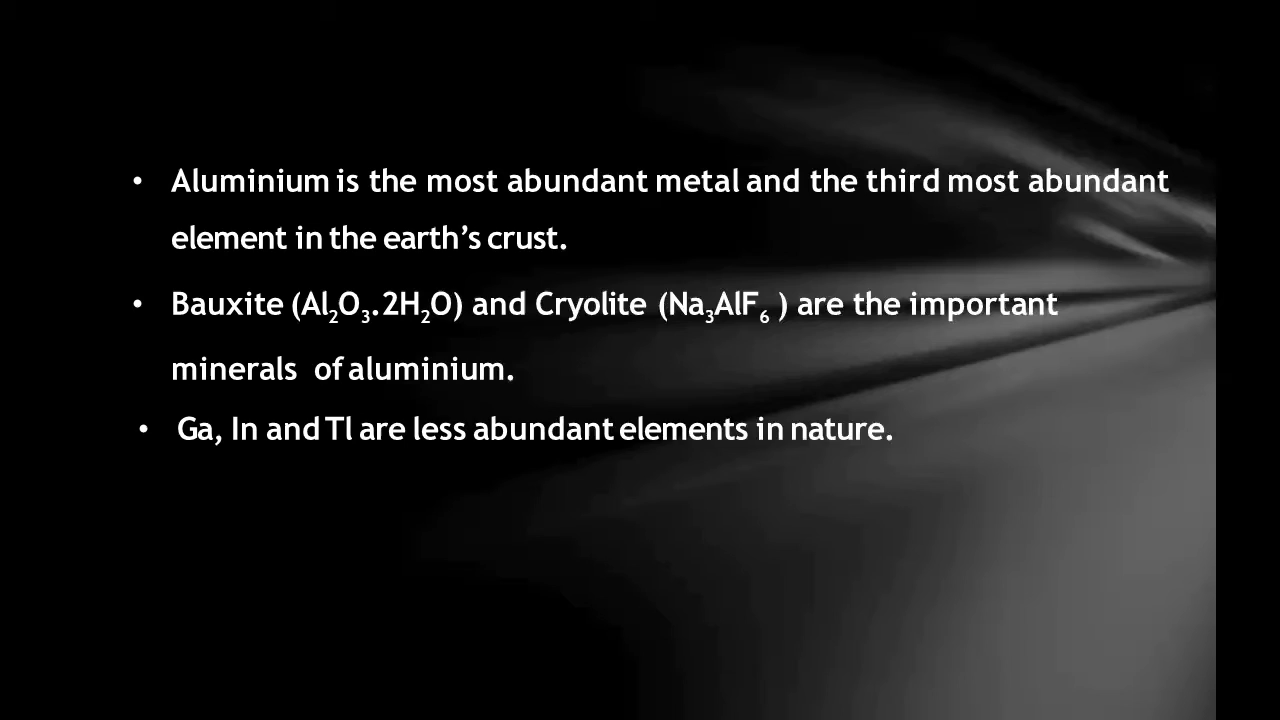 • Aluminium is the most abundant metal and the third most abundant
element in the earth’s crust.
• Bauxite (Al₂O₃.2H₂O) and Cryolite (Na₃AlF₆ ) are the important
minerals of aluminium.
• Ga, In and Tl are less abundant elements in nature.